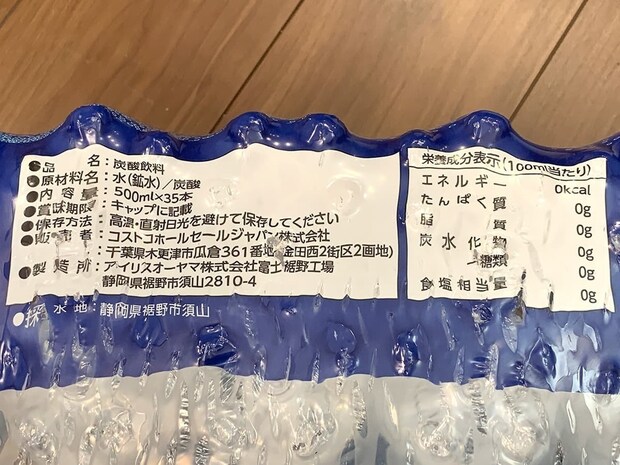 ●品名：炭酸飲料
●原材料名：水(鉱水)／炭酸
●内容量：500ml×35本
●賞味期限：キャップに記載
●保存方法：高温・直射日光を避けて保存してください
●販売者：コストコホールセールジャパン株式会社
：千葉県木更津市瓜倉361番地(金田西2街区2画地)
●製造所：アイリスオーヤマ株式会社富士裾野工場
静岡県裾野市須山2810-4
●採水地：静岡県裾野市須山
栄養成分表示(100ml当たり)
エネルギー 0kcal
たんぱく質 0g
脂質 0g
炭水化物 0g
-糖類 0g
食塩相当量 0g